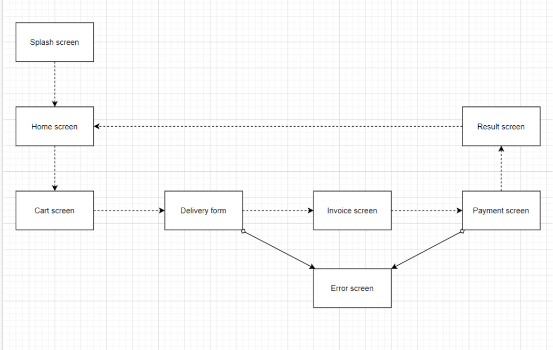 Splash screen
Home screen
Result screen
Cart screen
Delivery form
Invoice screen
Payment screen
Error screen